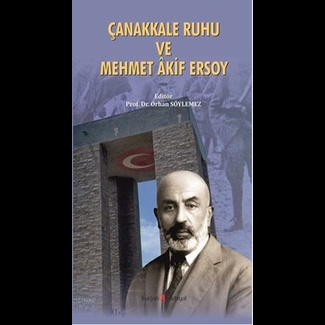 ÇANAKKALE RUHU
VE
MEHMET ÂKİF ERSOY
Editör
Prof. Dr. Orhan SÖYLEMEZ